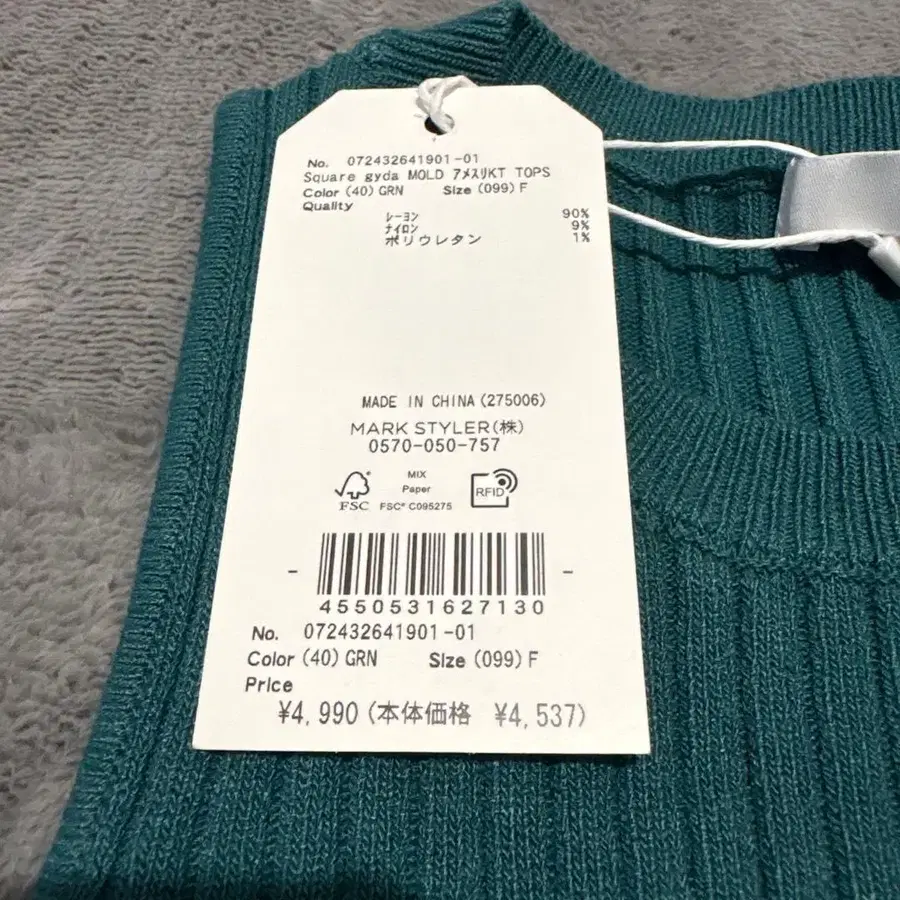 No. 072432641901-01
Square gyda MOLD ｱﾒｽﾘKT TOPS
Color (40) GRN Size (099) F
Quality
ﾚｰﾖﾝ 90%
ﾅｲﾛﾝ 9%
ポリウレタン 1%
MADE IN CHINA (275006)
MARK STYLER(株)
0570-050-757
FSC
MIX
Paper
FSC® C095275
RFID
4550531627130
No. 072432641901-01
Color (40) GRN Size (099) F
Price
¥4,990 (本体価格 ¥4,537)